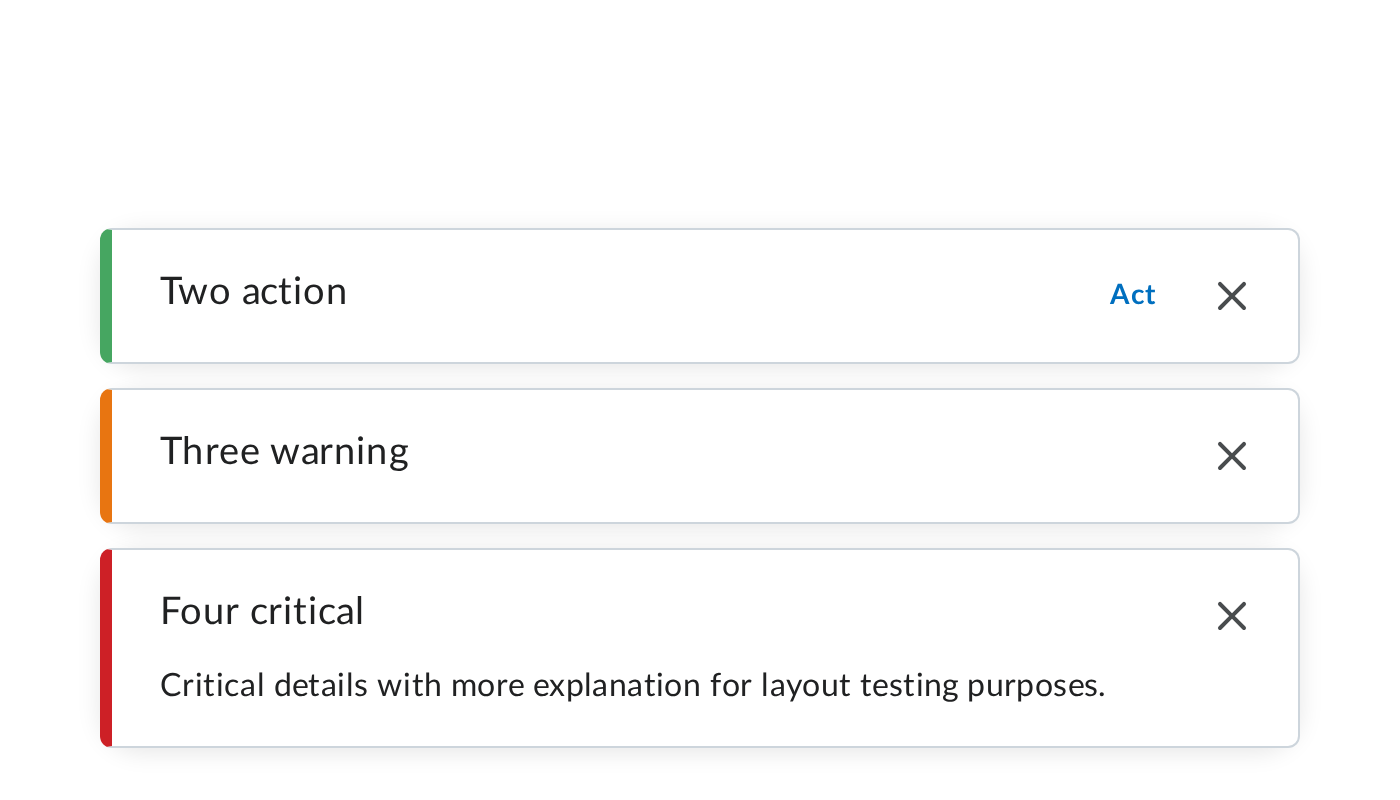 Two action
Act
Three warning
Four critical
Critical details with more explanation for layout testing purposes.